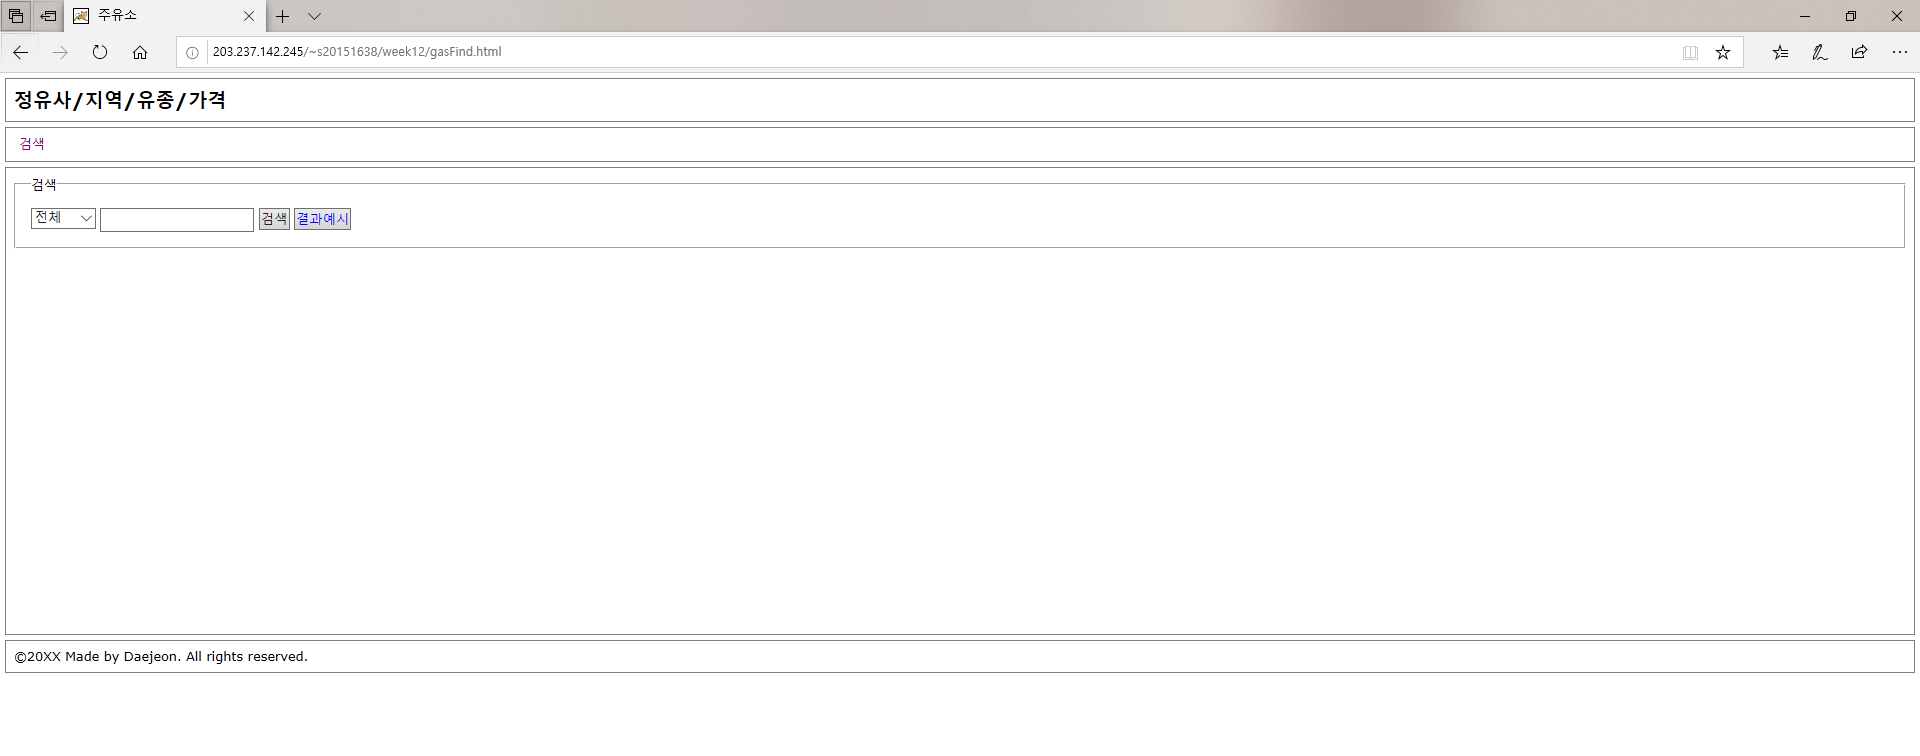 주유소
203.237.142.245/~s20151638/week12/gasFind.html
정유사/지역/유종/가격
검색
검색
전체 검색 결과예시
©20XX Made by Daejeon. All rights reserved.